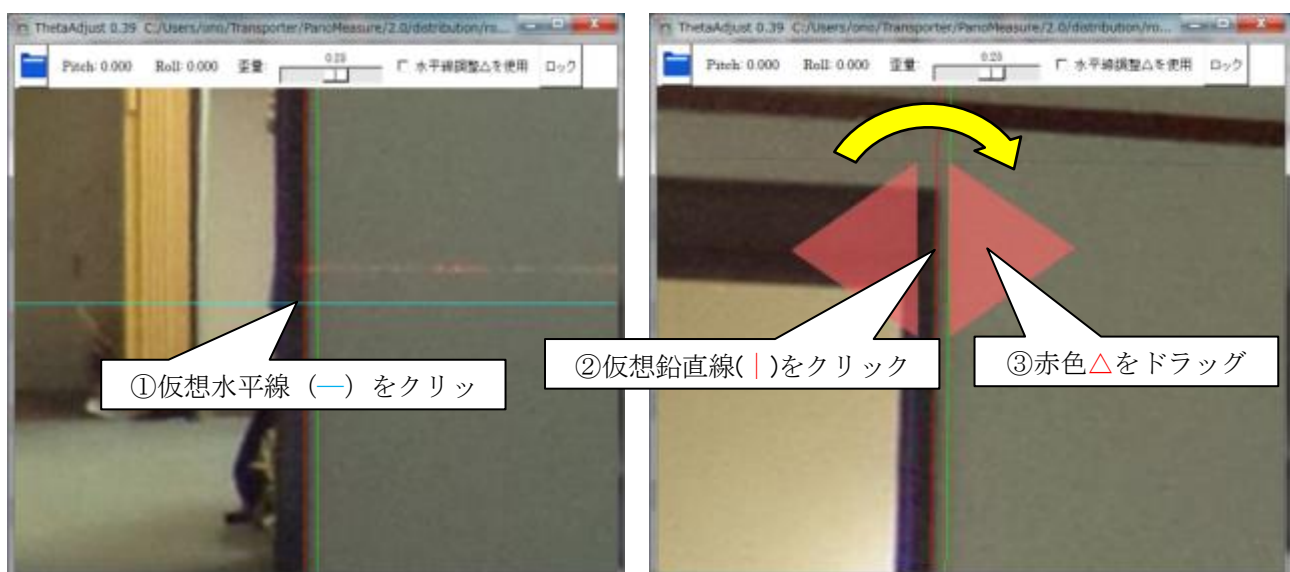 ThetaAdjust 0.39 C:/Users/ono/Transporter/PanoMeasure/2.0/distribution/ro...
Pitch: 0.000 Roll: 0.000 歪量: 0.23 水平線調整△を使用 ロック
①仮想水平線（―）をクリッ
ThetaAdjust 0.39 C:/Users/ono/Transporter/PanoMeasure/2.0/distribution/ro...
Pitch: 0.000 Roll: 0.000 歪量: 0.23 水平線調整△を使用 ロック
②仮想鉛直線(｜)をクリック
③赤色△をドラッグ